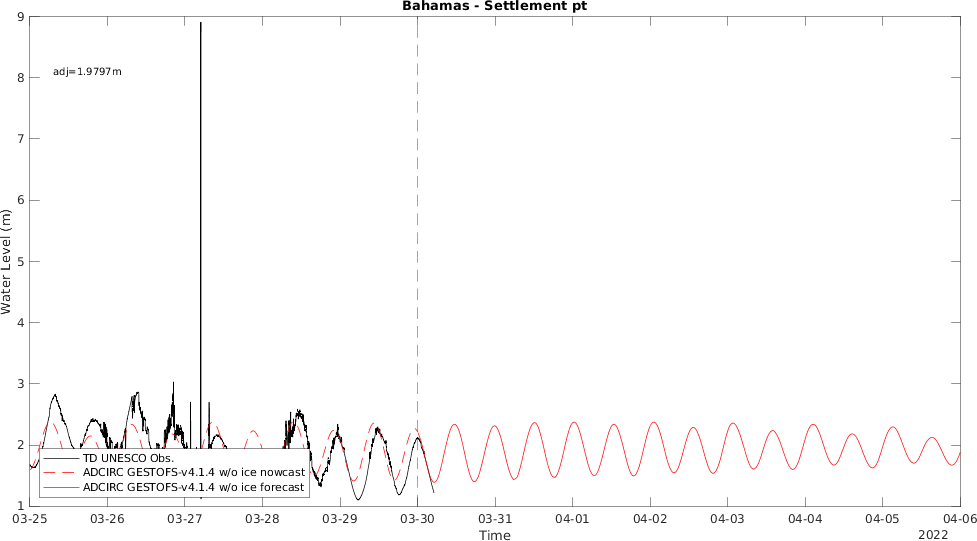 Bahamas - Settlement pt
adj=1.9797m
9
8
7
6
5
4
3
2
1
Water Level (m)
TD UNESCO Obs.
ADCIRC GESTOFS-v4.1.4 w/o ice nowcast
ADCIRC GESTOFS-v4.1.4 w/o ice forecast
03-25 03-26 03-27 03-28 03-29 03-30 03-31 04-01 04-02 04-03 04-04 04-05 04-06
Time
2022